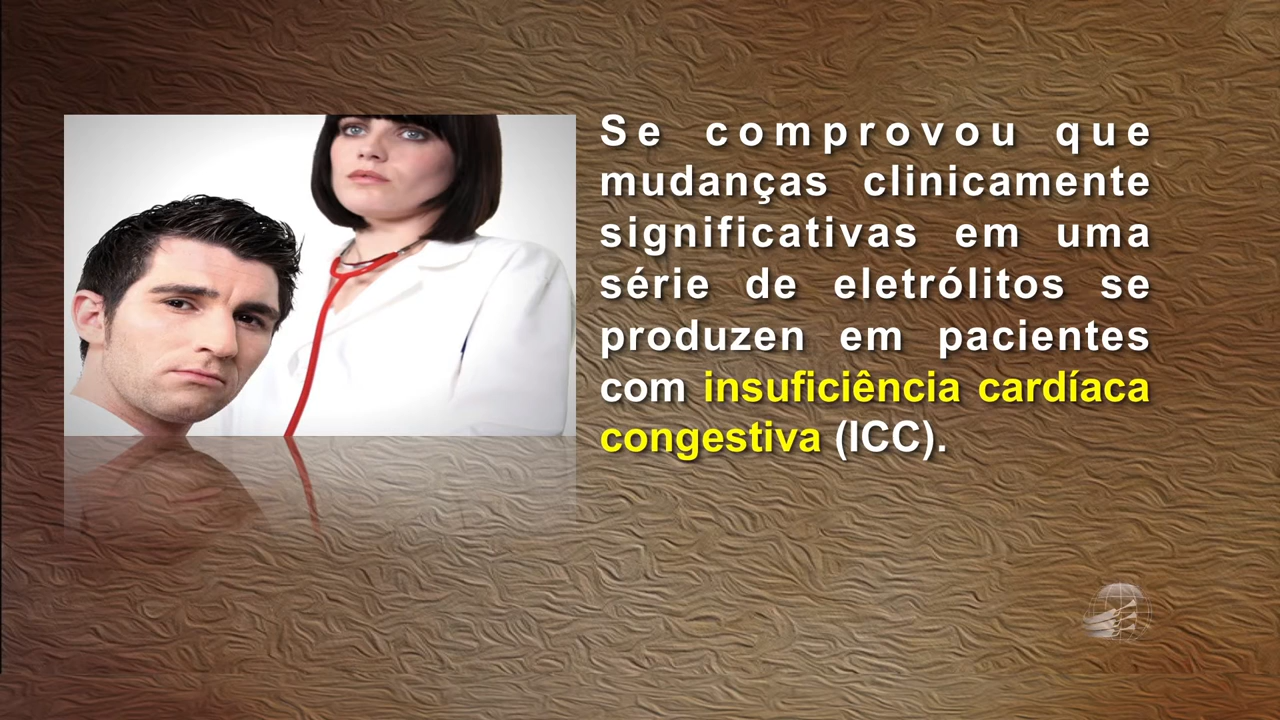 Se comprovou que
mudanças clinicamente
significativas em uma
série de eletrólitos se
produzen em pacientes
com insuficiência cardíaca
congestiva (ICC).